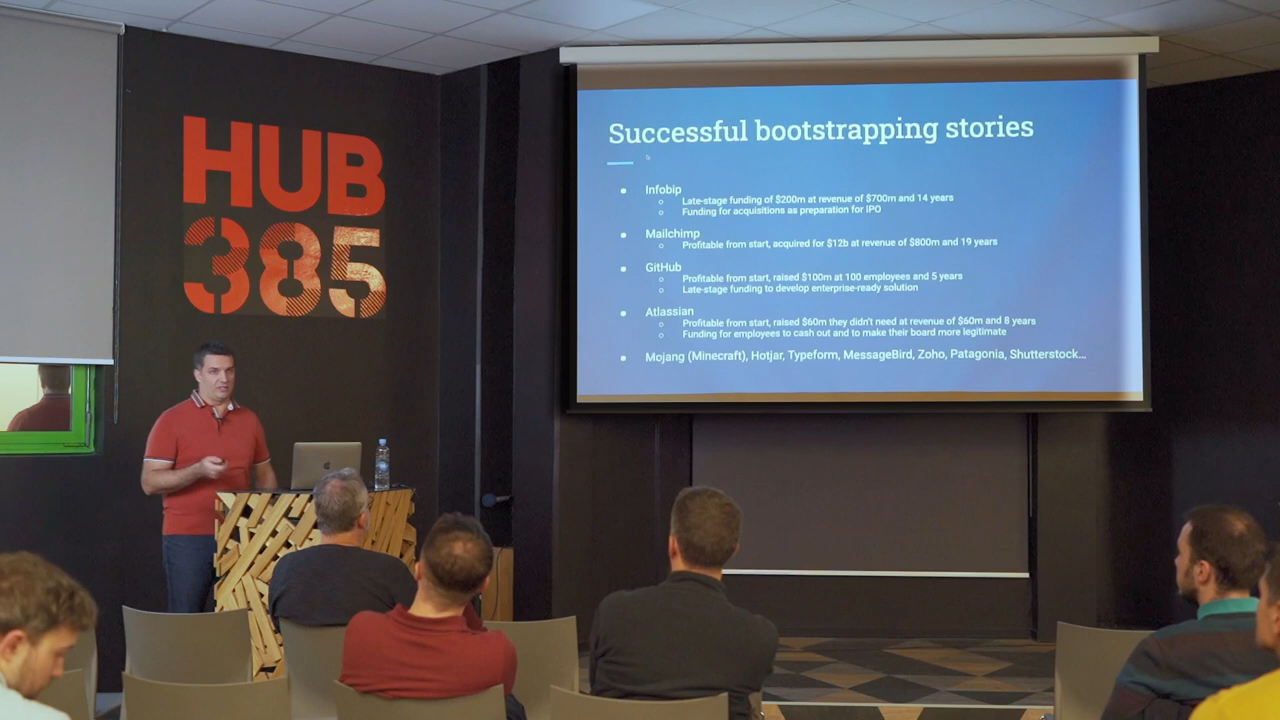 HUB
385
Successful bootstrapping stories
Infobip
Late-stage funding of $200m at revenue of $700m and 14 years
Funding for acquisitions as preparation for IPO
Mailchimp
Profitable from start, acquired for $12b at revenue of $800m and 19 years
GitHub
Profitable from start, raised $100m at 100 employees and 5 years
Late-stage funding to develop enterprise-ready solution
Atlassian
Profitable from start, raised $60m they didn't need at revenue of $60m and 8 years
Funding for employees to cash out and to make their board more legitimate
Mojang (Minecraft), Hotjar, Typeform, MessageBird, Zoho, Patagonia, Shutterstock...